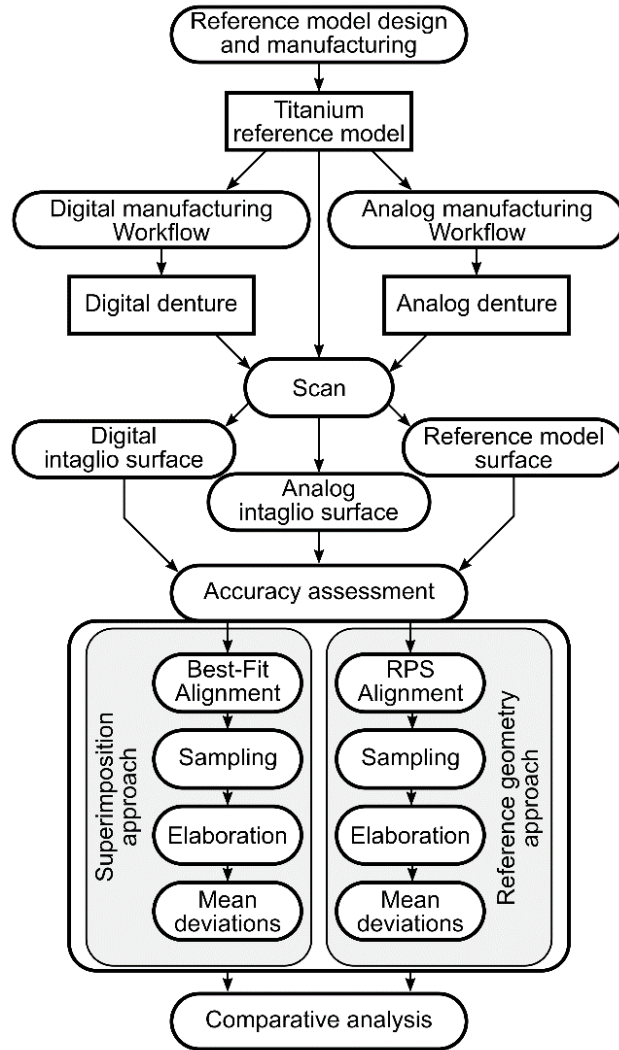 Reference model design
and manufacturing
Titanium
reference model
Digital manufacturing
Workflow
Analog manufacturing
Workflow
Digital denture
Analog denture
Scan
Digital
intaglio surface
Analog
intaglio surface
Reference model
surface
Accuracy assessment
Superimposition
approach
Best-Fit
Alignment
Sampling
Elaboration
Mean
deviations
RPS
Alignment
Sampling
Elaboration
Mean
deviations
Reference geometry
approach
Comparative analysis